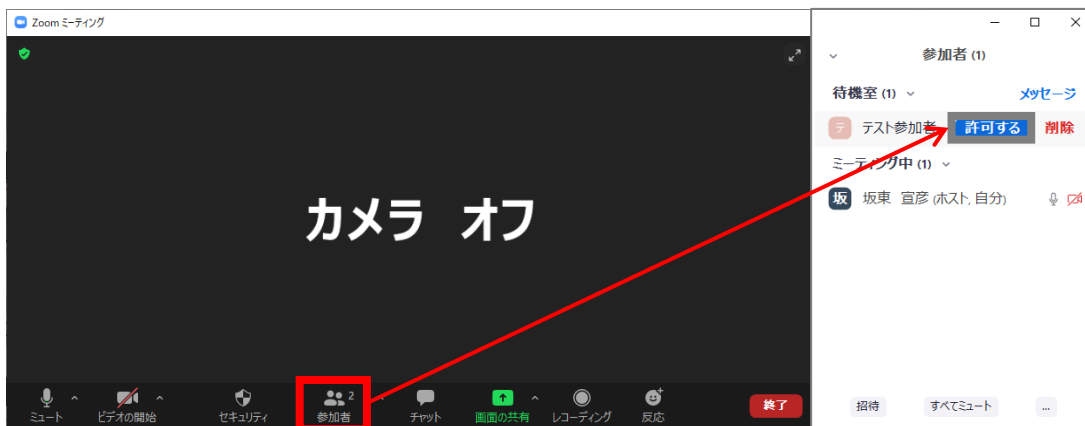 Zoom ミーティング
カメラ オフ
ミュート
ビデオの開始
セキュリティ
2
参加者
チャット
画面の共有
レコーディング
反応
終了
参加者 (1)
待機室 (1)
メッセージ
テ テスト参加者
許可する
削除
ミーティング中 (1)
坂 坂東 宣彦 (ホスト, 自分)
招待
すべてミュート
...